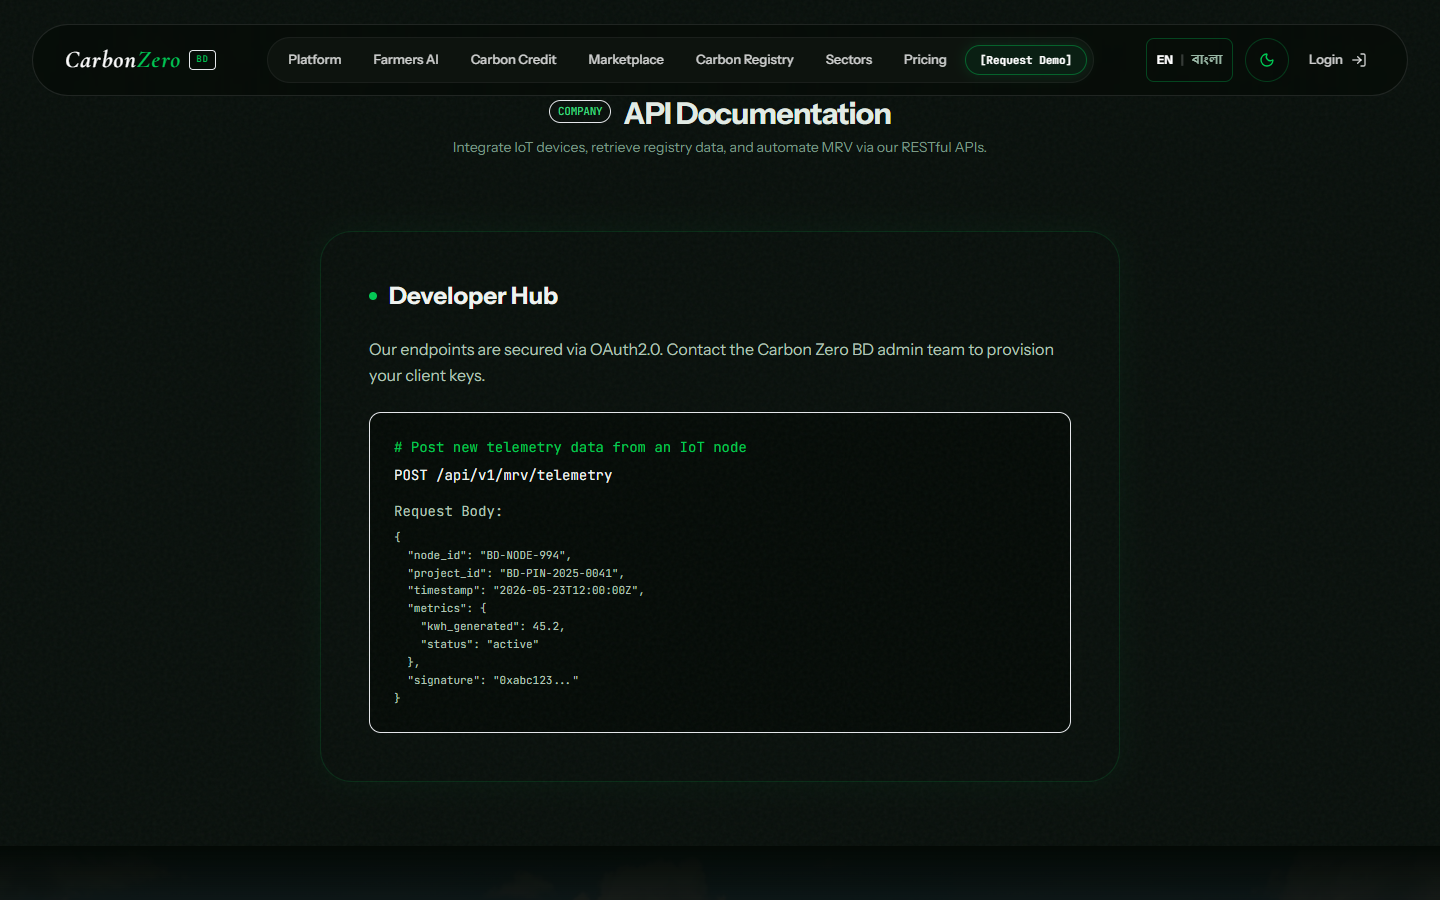 CarbonZero BD
Platform
Farmers AI
Carbon Credit
Marketplace
Carbon Registry
Sectors
Pricing
[Request Demo]
EN | বাংলা
Login
COMPANY
API Documentation
Integrate IoT devices, retrieve registry data, and automate MRV via our RESTful APIs.
Developer Hub
Our endpoints are secured via OAuth2.0. Contact the Carbon Zero BD admin team to provision
your client keys.
# Post new telemetry data from an IoT node
POST /api/v1/mrv/telemetry
Request Body:
{
  "node_id": "BD-NODE-994",
  "project_id": "BD-PIN-2025-0041",
  "timestamp": "2026-05-23T12:00:00Z",
  "metrics": {
    "kwh_generated": 45.2,
    "status": "active"
  },
  "signature": "0xabc123..."
}